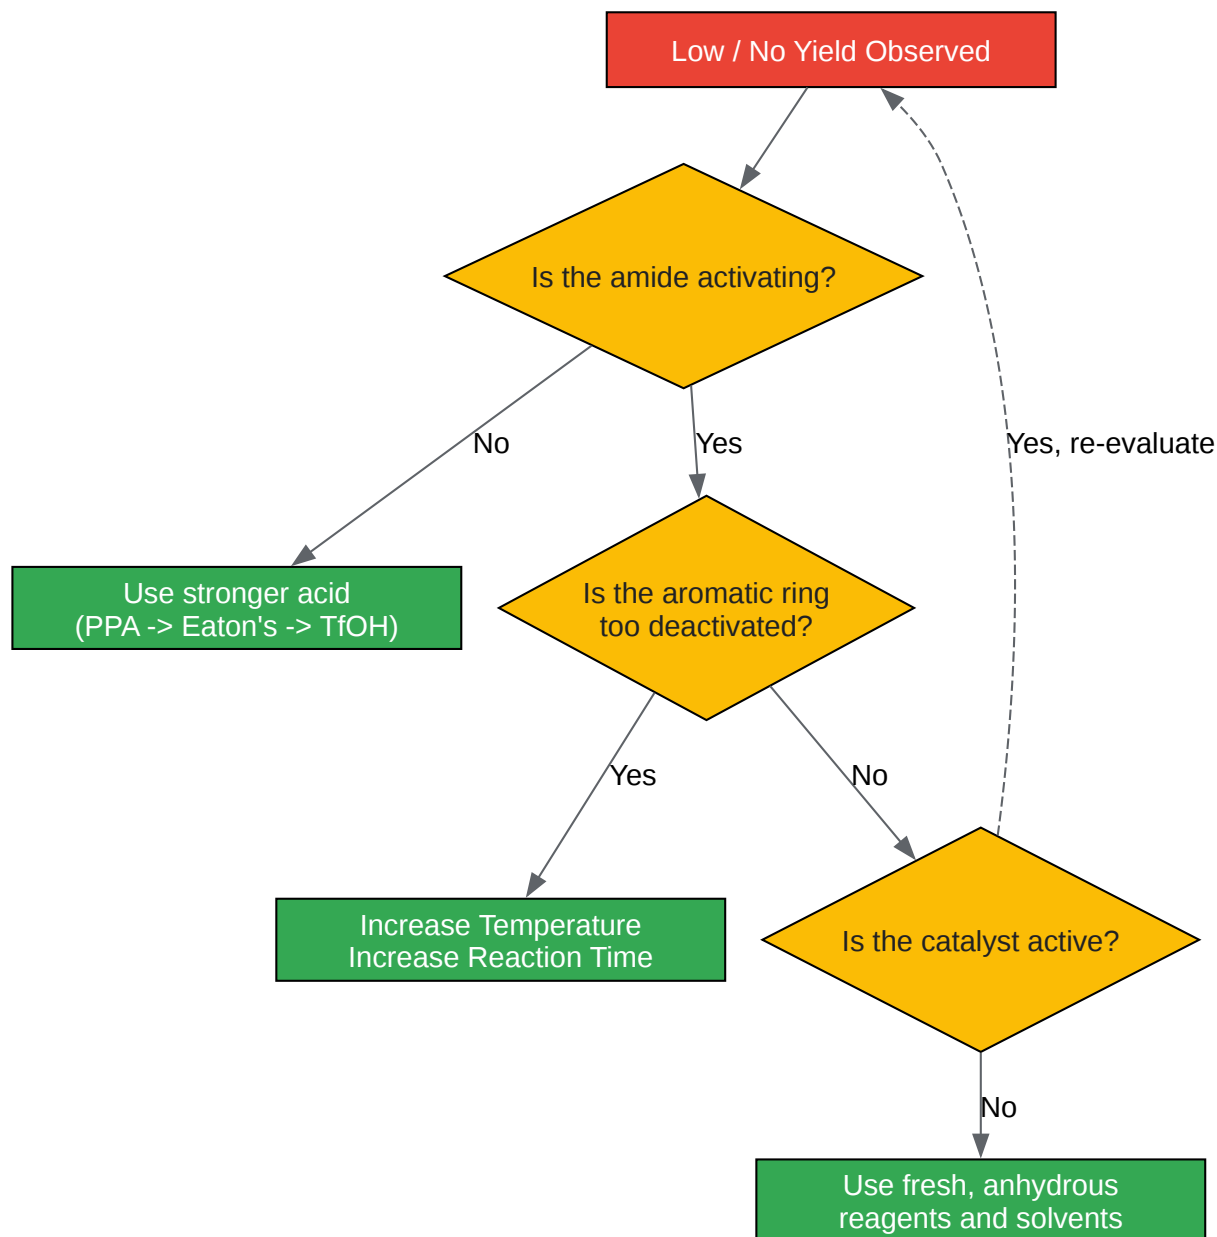 Low / No Yield Observed
Is the amide activating?
No
Yes
Yes, re-evaluate
Use stronger acid
(PPA -> Eaton's -> TfOH)
Is the aromatic ring
too deactivated?
Yes
No
Increase Temperature
Increase Reaction Time
Is the catalyst active?
No
Use fresh, anhydrous
reagents and solvents